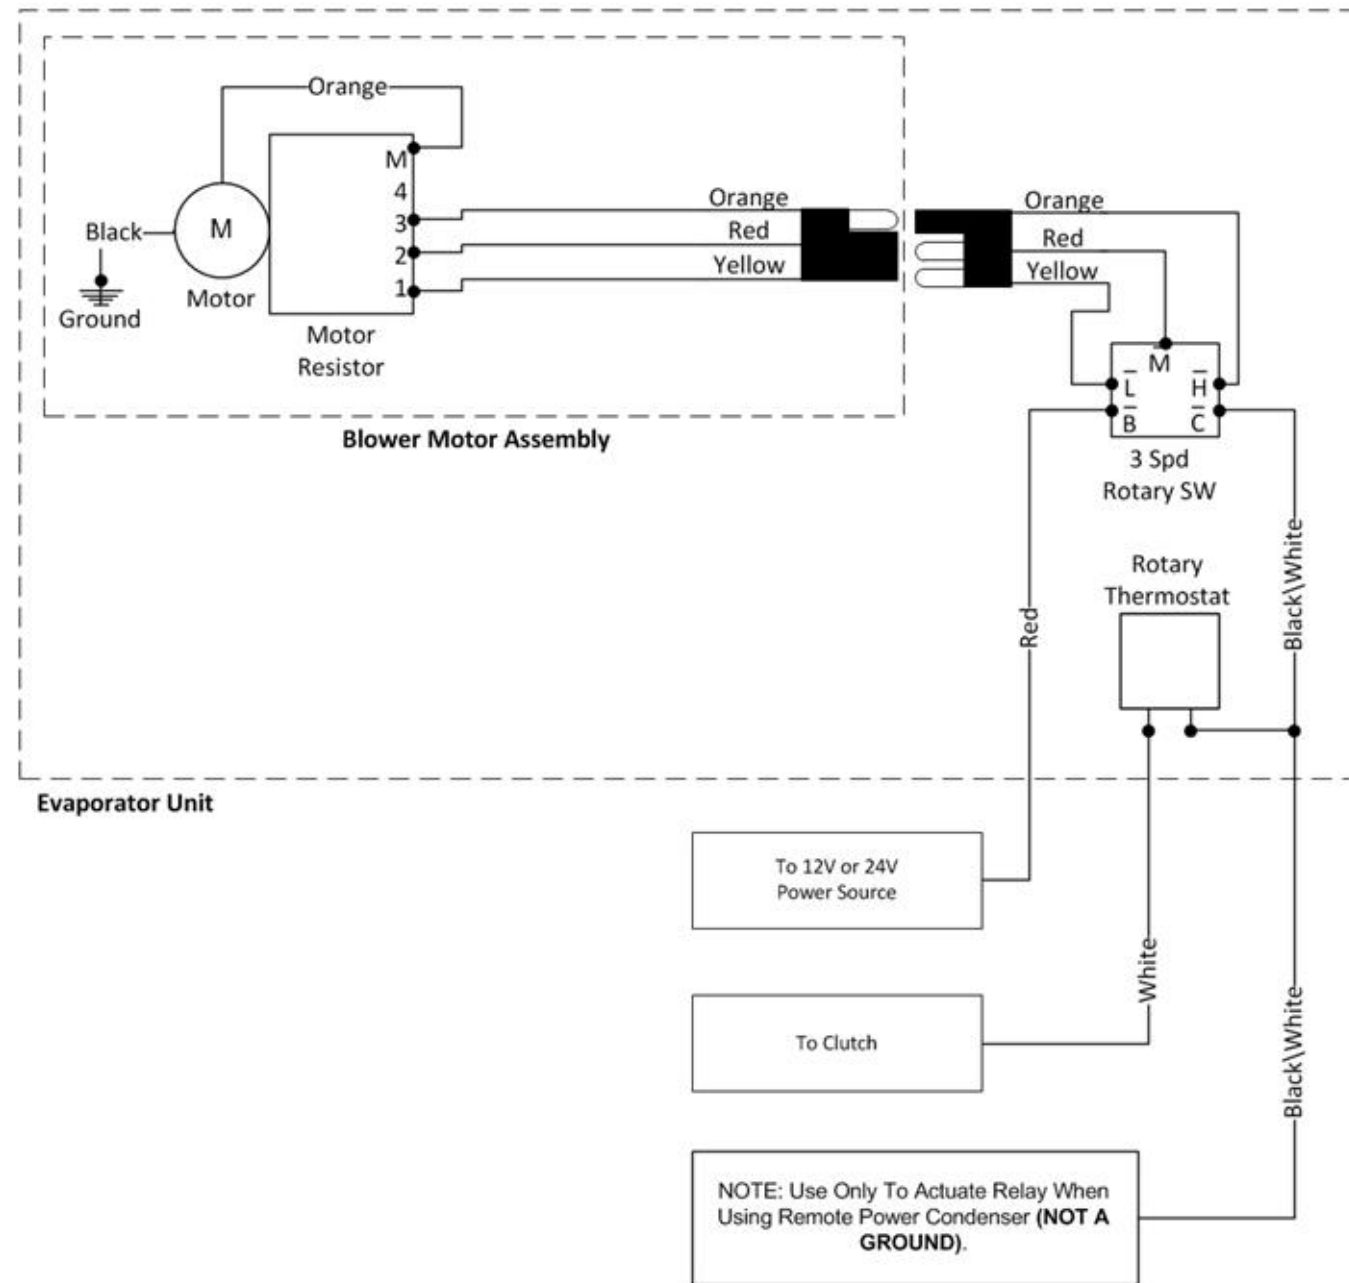 Orange
M
4
3
2
1
Black
M
Motor
Ground
Motor
Resistor
Orange
Red
Yellow
Orange
Red
Yellow
M
L
H
B
C
3 Spd
Rotary SW
Blower Motor Assembly
Rotary
Thermostat
Red
Black\White
Evaporator Unit
To 12V or 24V
Power Source
White
To Clutch
Black\White
NOTE: Use Only To Actuate Relay When
Using Remote Power Condenser (NOT A
GROUND).